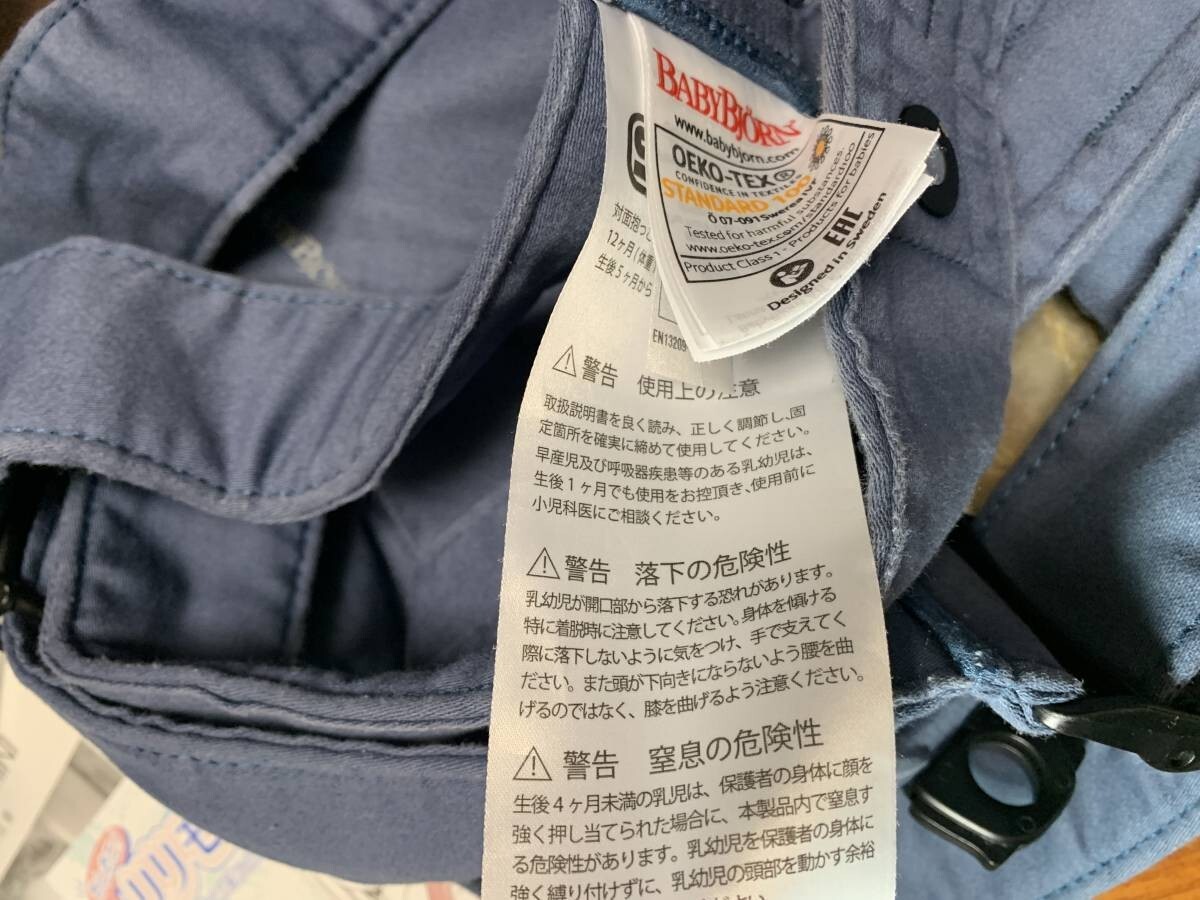 BABYBJÖRN
www.babybjorn.com
OEKO-TEX®
CONFIDENCE IN TEXTILES
STANDARD 100
07-091 Swerea IVF
Tested for harmful substances.
www.oeko-tex.com/standard100
Product Class 1 - Products for babies
EAC
Designed in Sweden
対面抱っこ
12ヶ月(体重
生後5ヶ月から
EN13209
警告 使用上の注意
取扱説明書を良く読み、正しく調節し、固
定箇所を確実に締めて使用してください。
早産児及び呼吸器疾患等のある乳幼児は、
生後1ヶ月でも使用をお控頂き、使用前に
小児科医にご相談ください。
警告 落下の危険性
乳幼児が開口部から落下する恐れがあります。
特に着脱時に注意してください。身体を傾ける
際に落下しないように気をつけ、手で支えてく
ださい。また頭が下向きにならないよう腰を曲
げるのではなく、膝を曲げるよう注意ください。
警告 窒息の危険性
生後4ヶ月未満の乳児は、保護者の身体に顔を
強く押し当てられた場合に、本製品内で窒息す
る危険性があります。乳幼児を保護者の身体に
強く縛り付けずに、乳幼児の頭部を動かす余裕